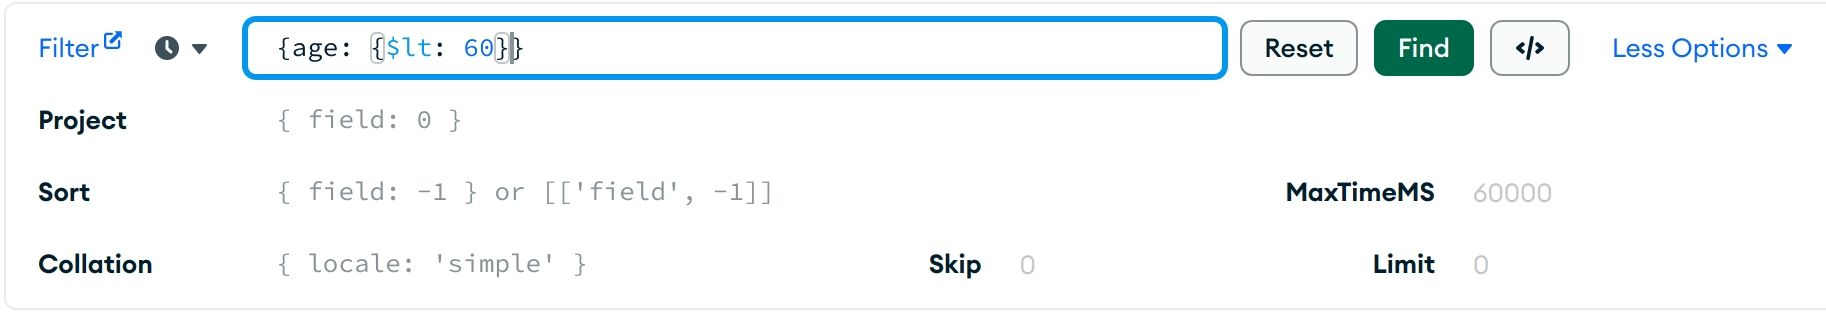 Filter {age: {$lt: 60}} Reset Find </> Less Options
Project { field: 0 }
Sort { field: -1 } or [['field', -1]] MaxTimeMS 60000
Collation { locale: 'simple' } Skip 0 Limit 0